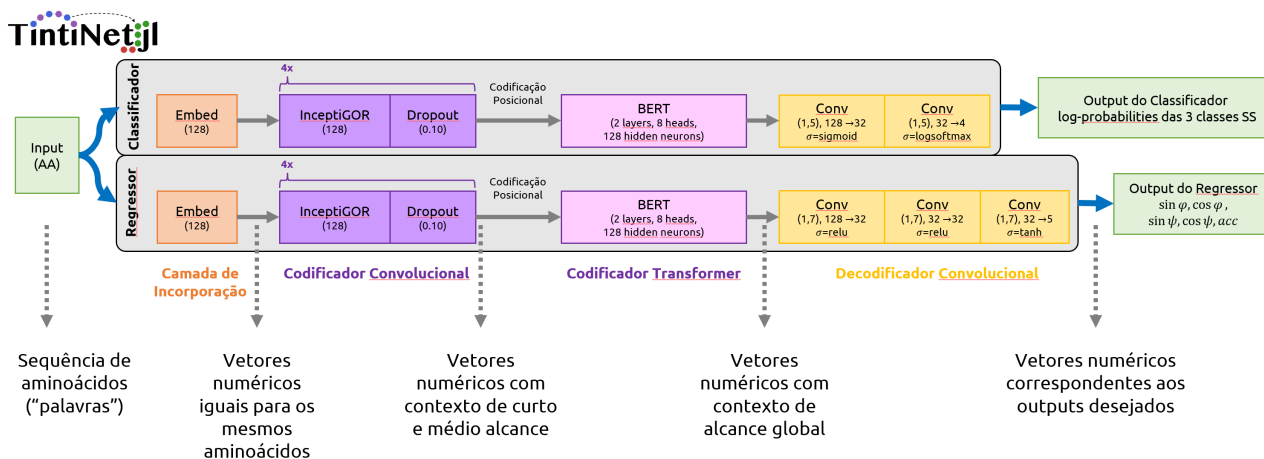 TintiNet.jl
Classificador
4x
Embed
(128)
InceptiGOR
(128)
Dropout
(0.10)
Codificação
Posicional
BERT
(2 layers, 8 heads,
128 hidden neurons)
Conv
(1,5), 128 →32
σ=sigmoid
Conv
(1,5), 32 →4
σ=logsoftmax
Output do Classificador
log-probabilities das 3 classes SS
Input
(AA)
Regressor
4x
Embed
(128)
InceptiGOR
(128)
Dropout
(0.10)
Codificação
Posicional
BERT
(2 layers, 8 heads,
128 hidden neurons)
Conv
(1,7), 128 →32
σ=relu
Conv
(1,7), 32 →32
σ=relu
Conv
(1,7), 32 →5
σ=tanh
Output do Regressor
sin φ, cos φ ,
sin ψ, cos ψ, acc
Camada de
Incorporação
Codificador Convolucional
Codificador Transformer
Decodificador Convolucional
Sequência de
aminoácidos
(“palavras”)
Vetores
numéricos
iguais para os
mesmos
aminoácidos
Vetores
numéricos com
contexto de curto
e médio alcance
Vetores
numéricos com
contexto de
alcance global
Vetores numéricos
correspondentes aos
outputs desejados